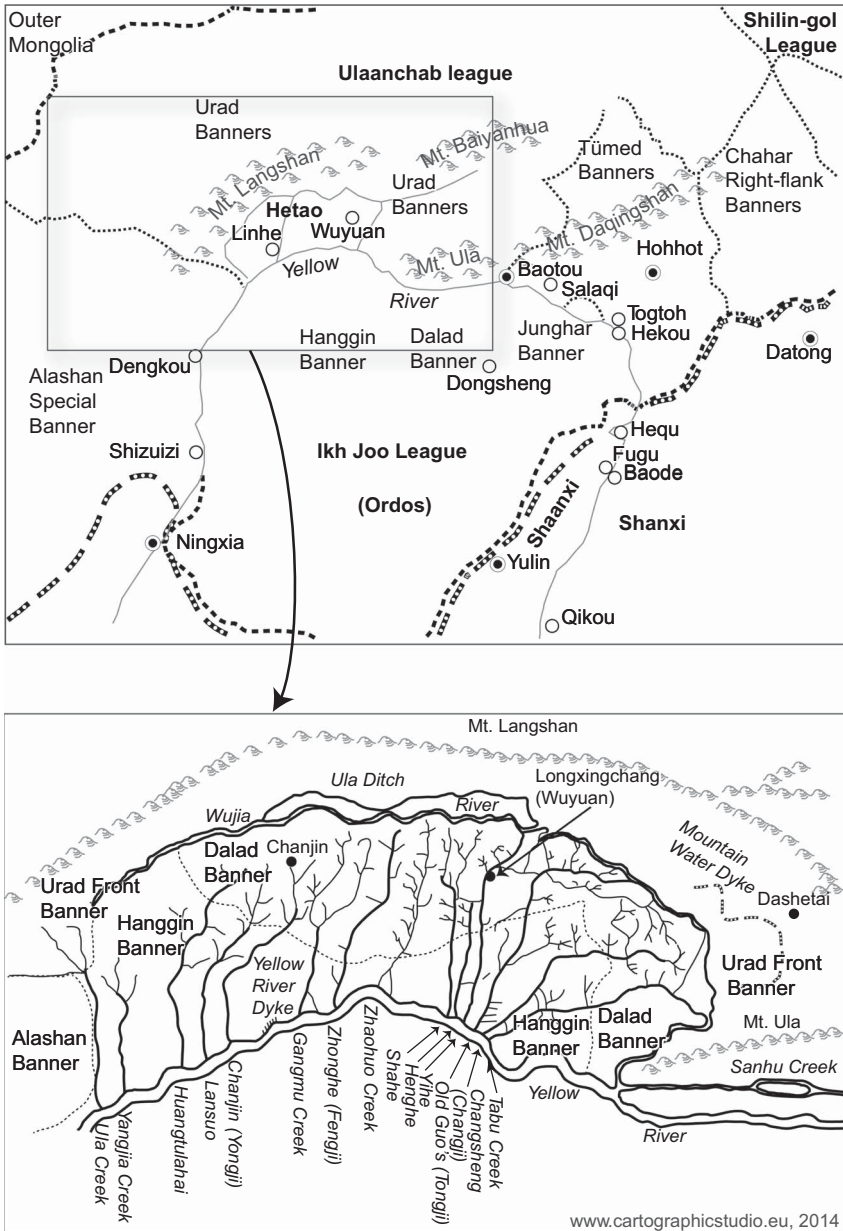 Outer
Mongolia
Shilin-gol
League
Ulaanchab league
Urad
Banners
Mt. Baiyanhua
Tümed
Banners
Chahar
Right-flank
Banners
Mt. Langshan
Urad
Banners
Hetao
Linhe
Wuyuan
Mt. Daqingshan
Hohhot
Yellow
River
Mt. Ula
Baotou
Salaqi
Togtoh
Hekou
Hanggin
Banner
Dalad
Banner
Junghar
Banner
Datong
Dengkou
Dongsheng
Alashan
Special
Banner
Shizuizi
Ikh Joo League
(Ordos)
Hequ
Fugu
Baode
Shaanxi
Shanxi
Ningxia
Yulin
Qikou
Mt. Langshan
Ula Ditch
Longxingchang
(Wuyuan)
Wujia
River
Mountain
Water Dyke
Dalad
Banner
Chanjin
Dashetai
Urad Front
Banner
Hanggin
Banner
Yellow
River
Dyke
Urad Front
Banner
Alashan
Banner
Hanggin
Banner
Dalad
Banner
Mt. Ula
Sanhu Creek
Yellow
River
Ula Creek
Yangjia Creek
Huangtulahai
Lansuo
Chanjin (Yongji)
Gangmu Creek
Zhonghe (Fengji)
Zhaohuo Creek
Shahe
Henghe
Yihe
Old Guo's (Tongji)
(Changji)
Changsheng
Tabu Creek
www.cartographicstudio.eu, 2014